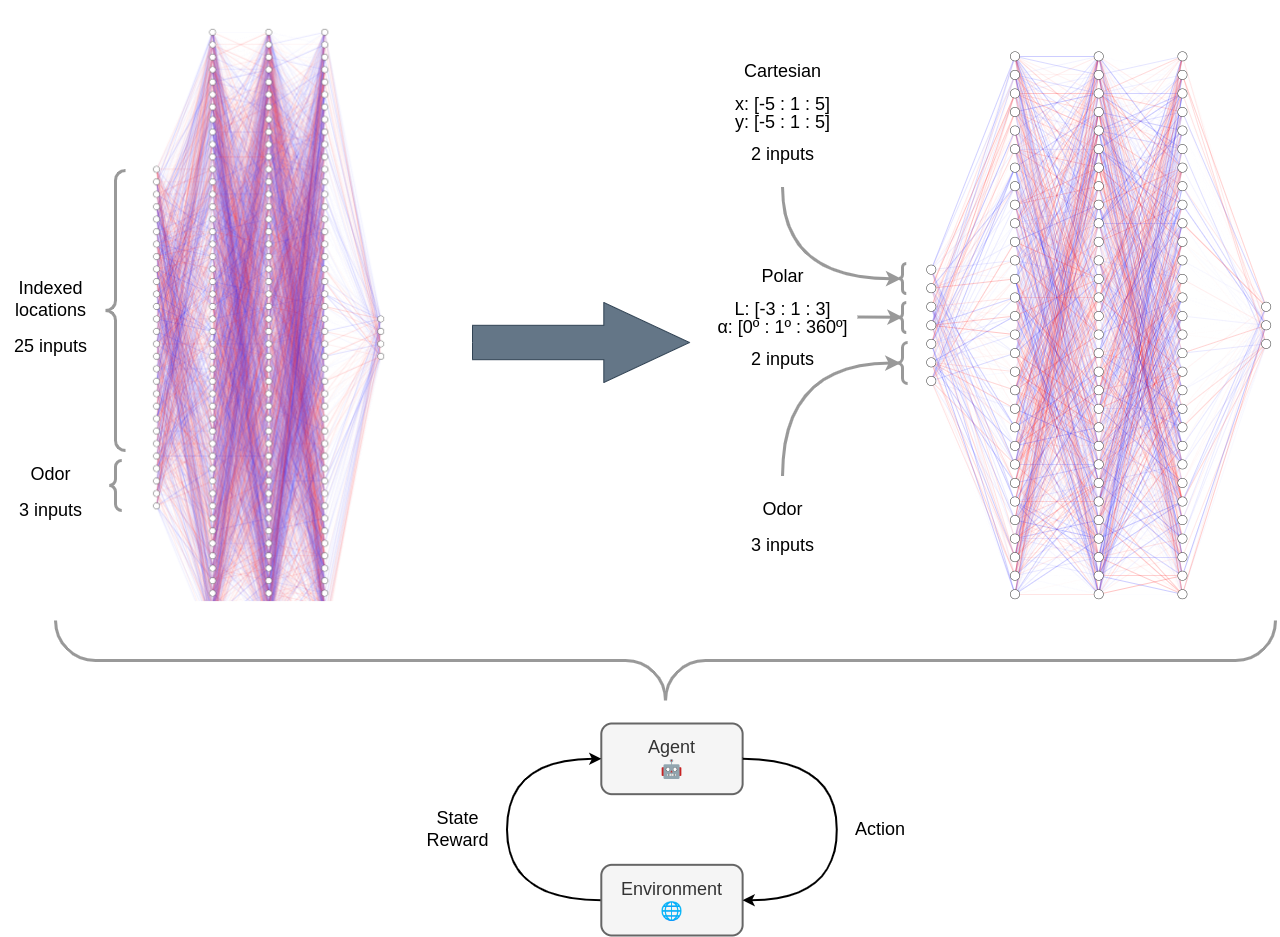 Indexed
locations
25 inputs
Odor
3 inputs
Cartesian
x: [-5 : 1 : 5]
y: [-5 : 1 : 5]
2 inputs
Polar
L: [-3 : 1 : 3]
α: [0º : 1º : 360º]
2 inputs
Odor
3 inputs
Agent
State
Reward
Action
Environment